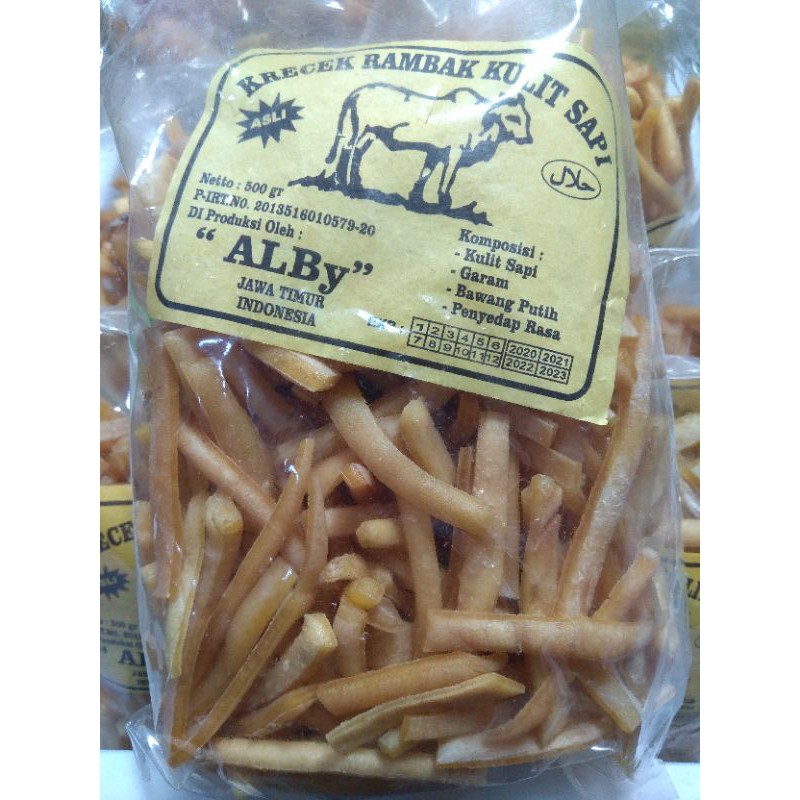 KRECEK RAMBAK KULIT SAPI
ASLI
حلال
Netto : 500 gr
P-IRT.NO. 2013516010579-20
DI Produksi Oleh :
“ ALBy”
JAWA TIMUR
INDONESIA
Komposisi :
- Kulit Sapi
- Garam
- Bawang Putih
- Penyedap Rasa
EXP : 1 2 3 4 5 6 2020 2021
7 8 9 10 11 12 2022 2023